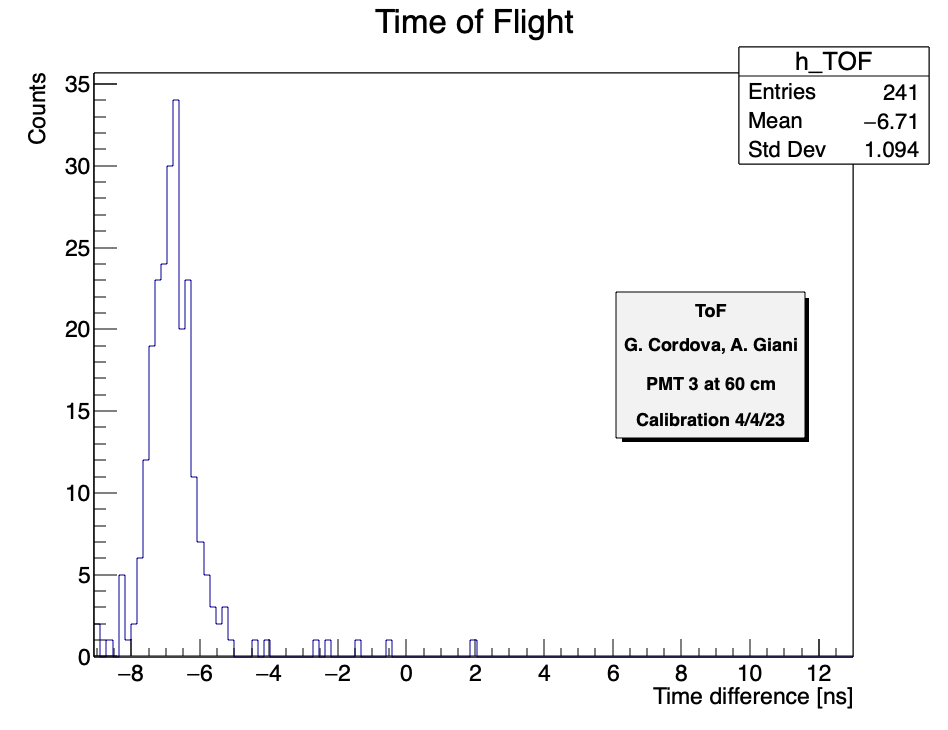 Time of Flight
h_TOF
Entries 241
Mean −6.71
Std Dev 1.094
Counts
35
30
25
20
15
10
5
0
ToF
G. Cordova, A. Giani
PMT 3 at 60 cm
Calibration 4/4/23
−8 −6 −4 −2 0 2 4 6 8 10 12
Time difference [ns]